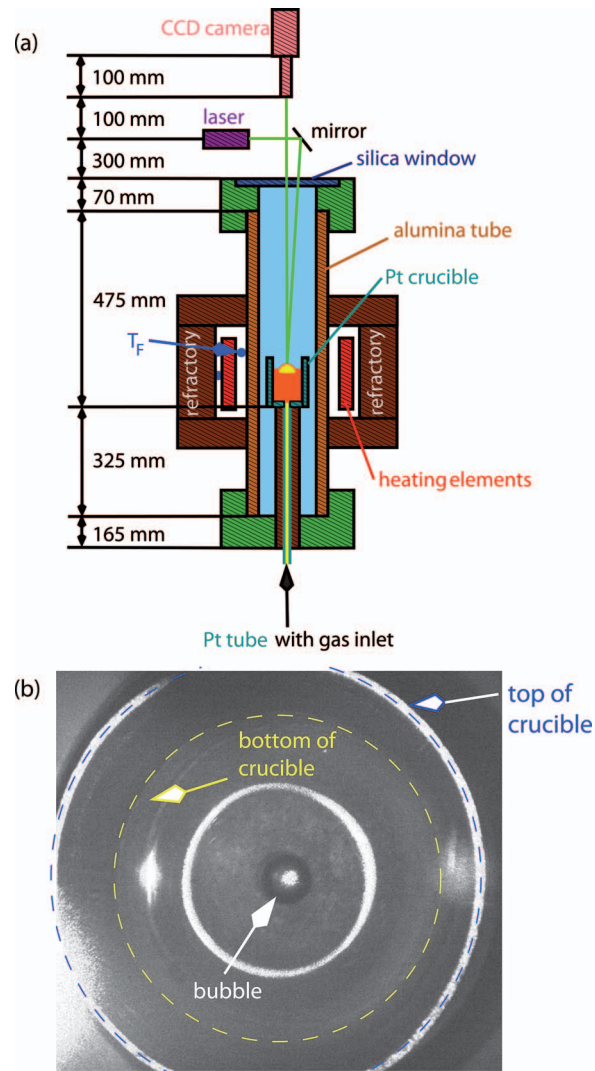 (a)
CCD camera
100 mm
100 mm
laser
mirror
300 mm
silica window
70 mm
alumina tube
Pt crucible
475 mm
T_F
refractory
refractory
325 mm
heating elements
165 mm
Pt tube with gas inlet
(b)
top of
crucible
bottom of
crucible
bubble